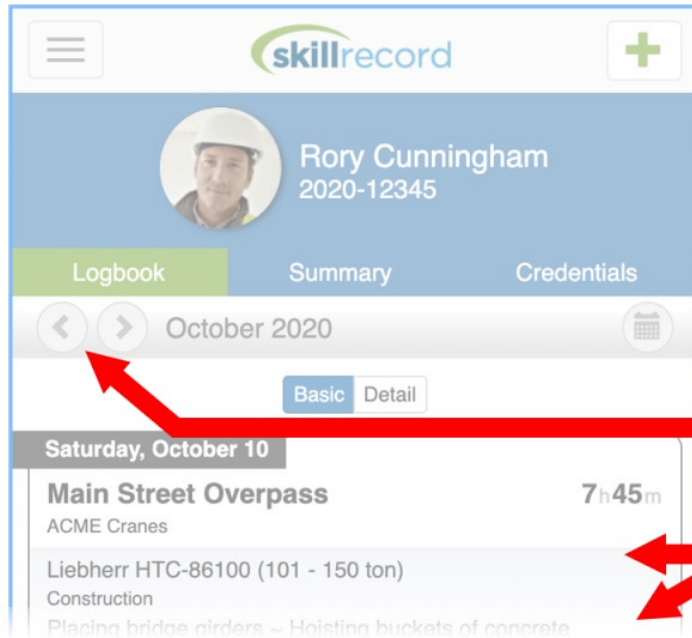 skillrecord
Rory Cunningham
2020-12345
Logbook Summary Credentials
October 2020
Basic Detail
Saturday, October 10
Main Street Overpass 7h45m
ACME Cranes
Liebherr HTC-86100 (101 - 150 ton)
Construction
Placing bridge girders ~ Hoisting buckets of concrete